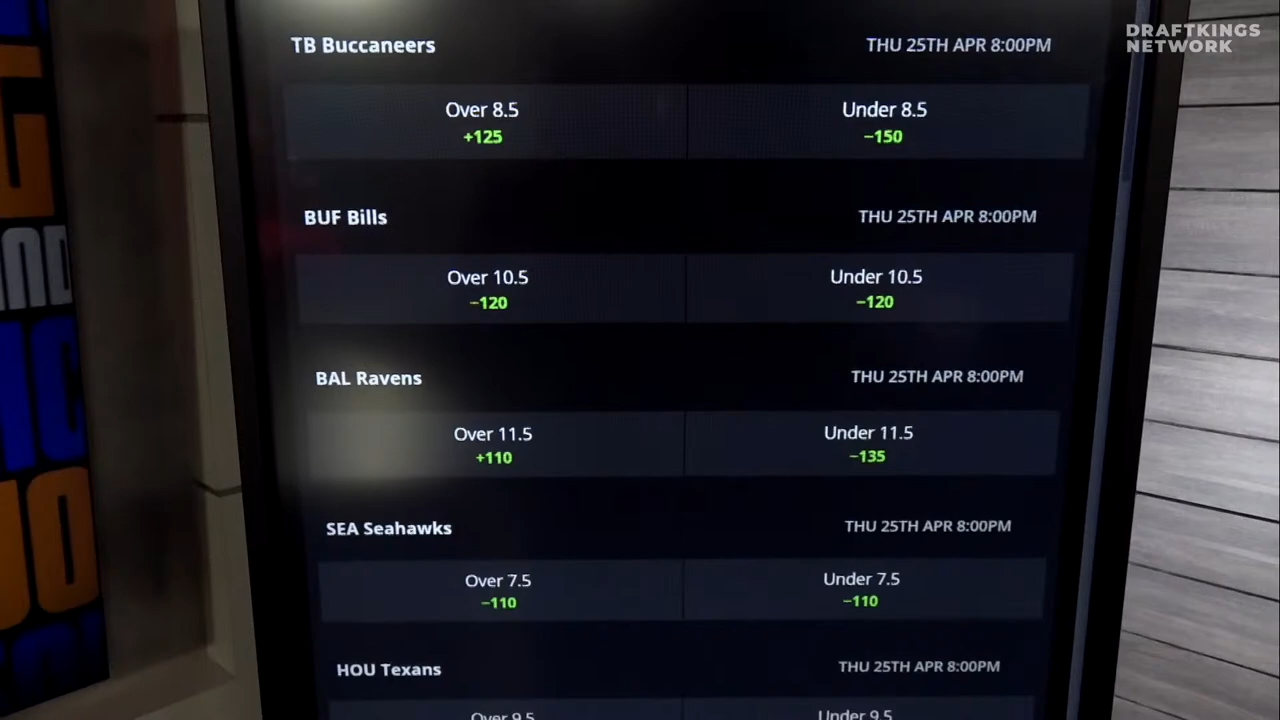 DRAFTKINGS
NETWORK
TB Buccaneers THU 25TH APR 8:00PM
Over 8.5 Under 8.5
+125 −150
BUF Bills THU 25TH APR 8:00PM
Over 10.5 Under 10.5
−120 −120
BAL Ravens THU 25TH APR 8:00PM
Over 11.5 Under 11.5
+110 −135
SEA Seahawks THU 25TH APR 8:00PM
Over 7.5 Under 7.5
−110 −110
HOU Texans THU 25TH APR 8:00PM
Over 9.5 Under 9.5